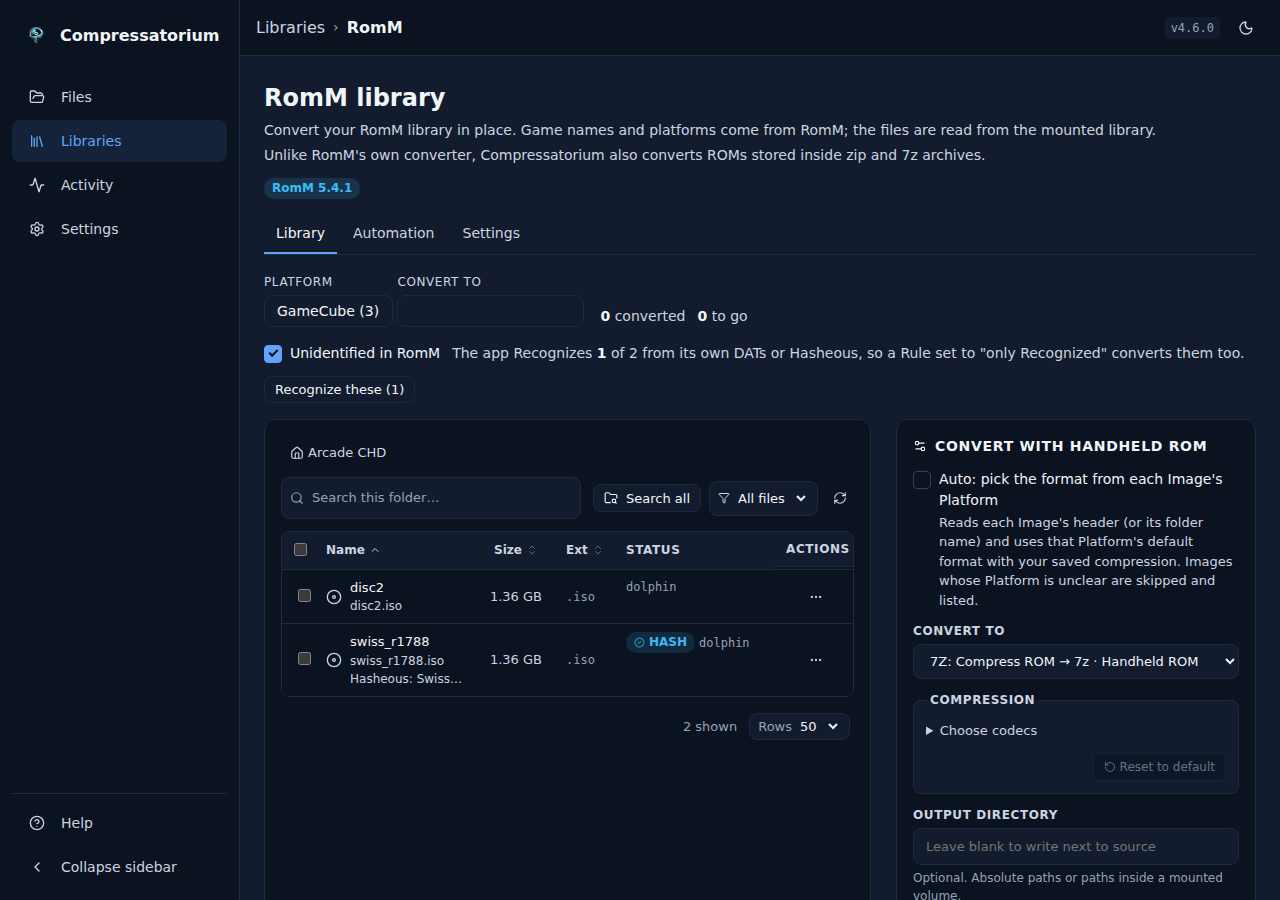 Compressatorium
Files
Libraries
Activity
Settings
Help
Collapse sidebar
Libraries › RomM
v4.6.0
RomM library
Convert your RomM library in place. Game names and platforms come from RomM; the files are read from the mounted library.
Unlike RomM's own converter, Compressatorium also converts ROMs stored inside zip and 7z archives.
RomM 5.4.1
Library Automation Settings
PLATFORM CONVERT TO
GameCube (3)
0 converted 0 to go
Unidentified in RomM The app Recognizes 1 of 2 from its own DATs or Hasheous, so a Rule set to "only Recognized" converts them too.
Recognize these (1)
Arcade CHD
Search this folder…
Search all
All files
Name Size Ext STATUS ACTIONS
disc2
disc2.iso
1.36 GB .iso dolphin
swiss_r1788
swiss_r1788.iso
Hasheous: Swiss…
1.36 GB .iso HASH dolphin
2 shown Rows 50
CONVERT WITH HANDHELD ROM
Auto: pick the format from each Image's
Platform
Reads each Image's header (or its folder
name) and uses that Platform's default
format with your saved compression. Images
whose Platform is unclear are skipped and
listed.
CONVERT TO
7Z: Compress ROM → 7z · Handheld ROM
COMPRESSION
Choose codecs
Reset to default
OUTPUT DIRECTORY
Leave blank to write next to source
Optional. Absolute paths or paths inside a mounted
volume.